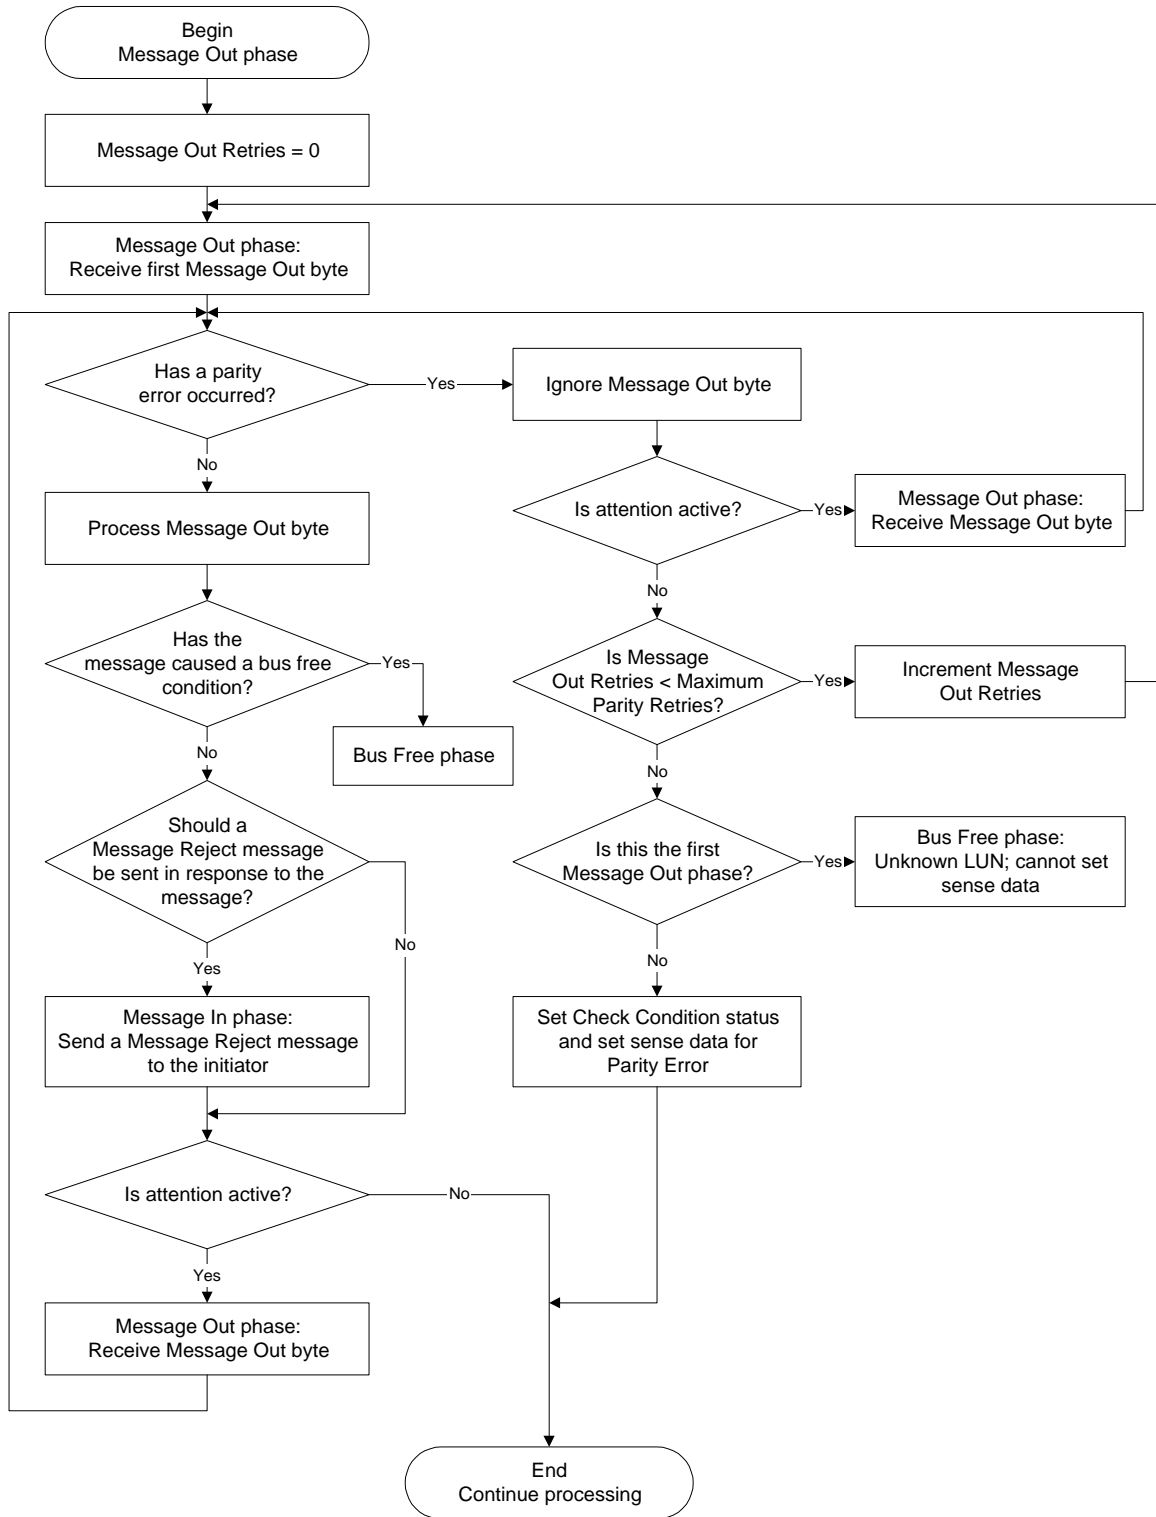 Begin
Message Out phase
Message Out Retries = 0
Message Out phase:
Receive first Message Out byte
Has a parity
error occurred?
Yes
Ignore Message Out byte
No
Is attention active?
Yes
Message Out phase:
Receive Message Out byte
Process Message Out byte
No
Has the
message caused a bus free
condition?
Yes
Is Message
Out Retries < Maximum
Parity Retries?
Yes
Increment Message
Out Retries
No
Bus Free phase
No
Should a
Message Reject message
be sent in response to the
message?
No
Is this the first
Message Out phase?
Yes
Bus Free phase:
Unknown LUN; cannot set
sense data
Yes
No
Message In phase:
Send a Message Reject message
to the initiator
Set Check Condition status
and set sense data for
Parity Error
Is attention active?
No
Yes
Message Out phase:
Receive Message Out byte
End
Continue processing